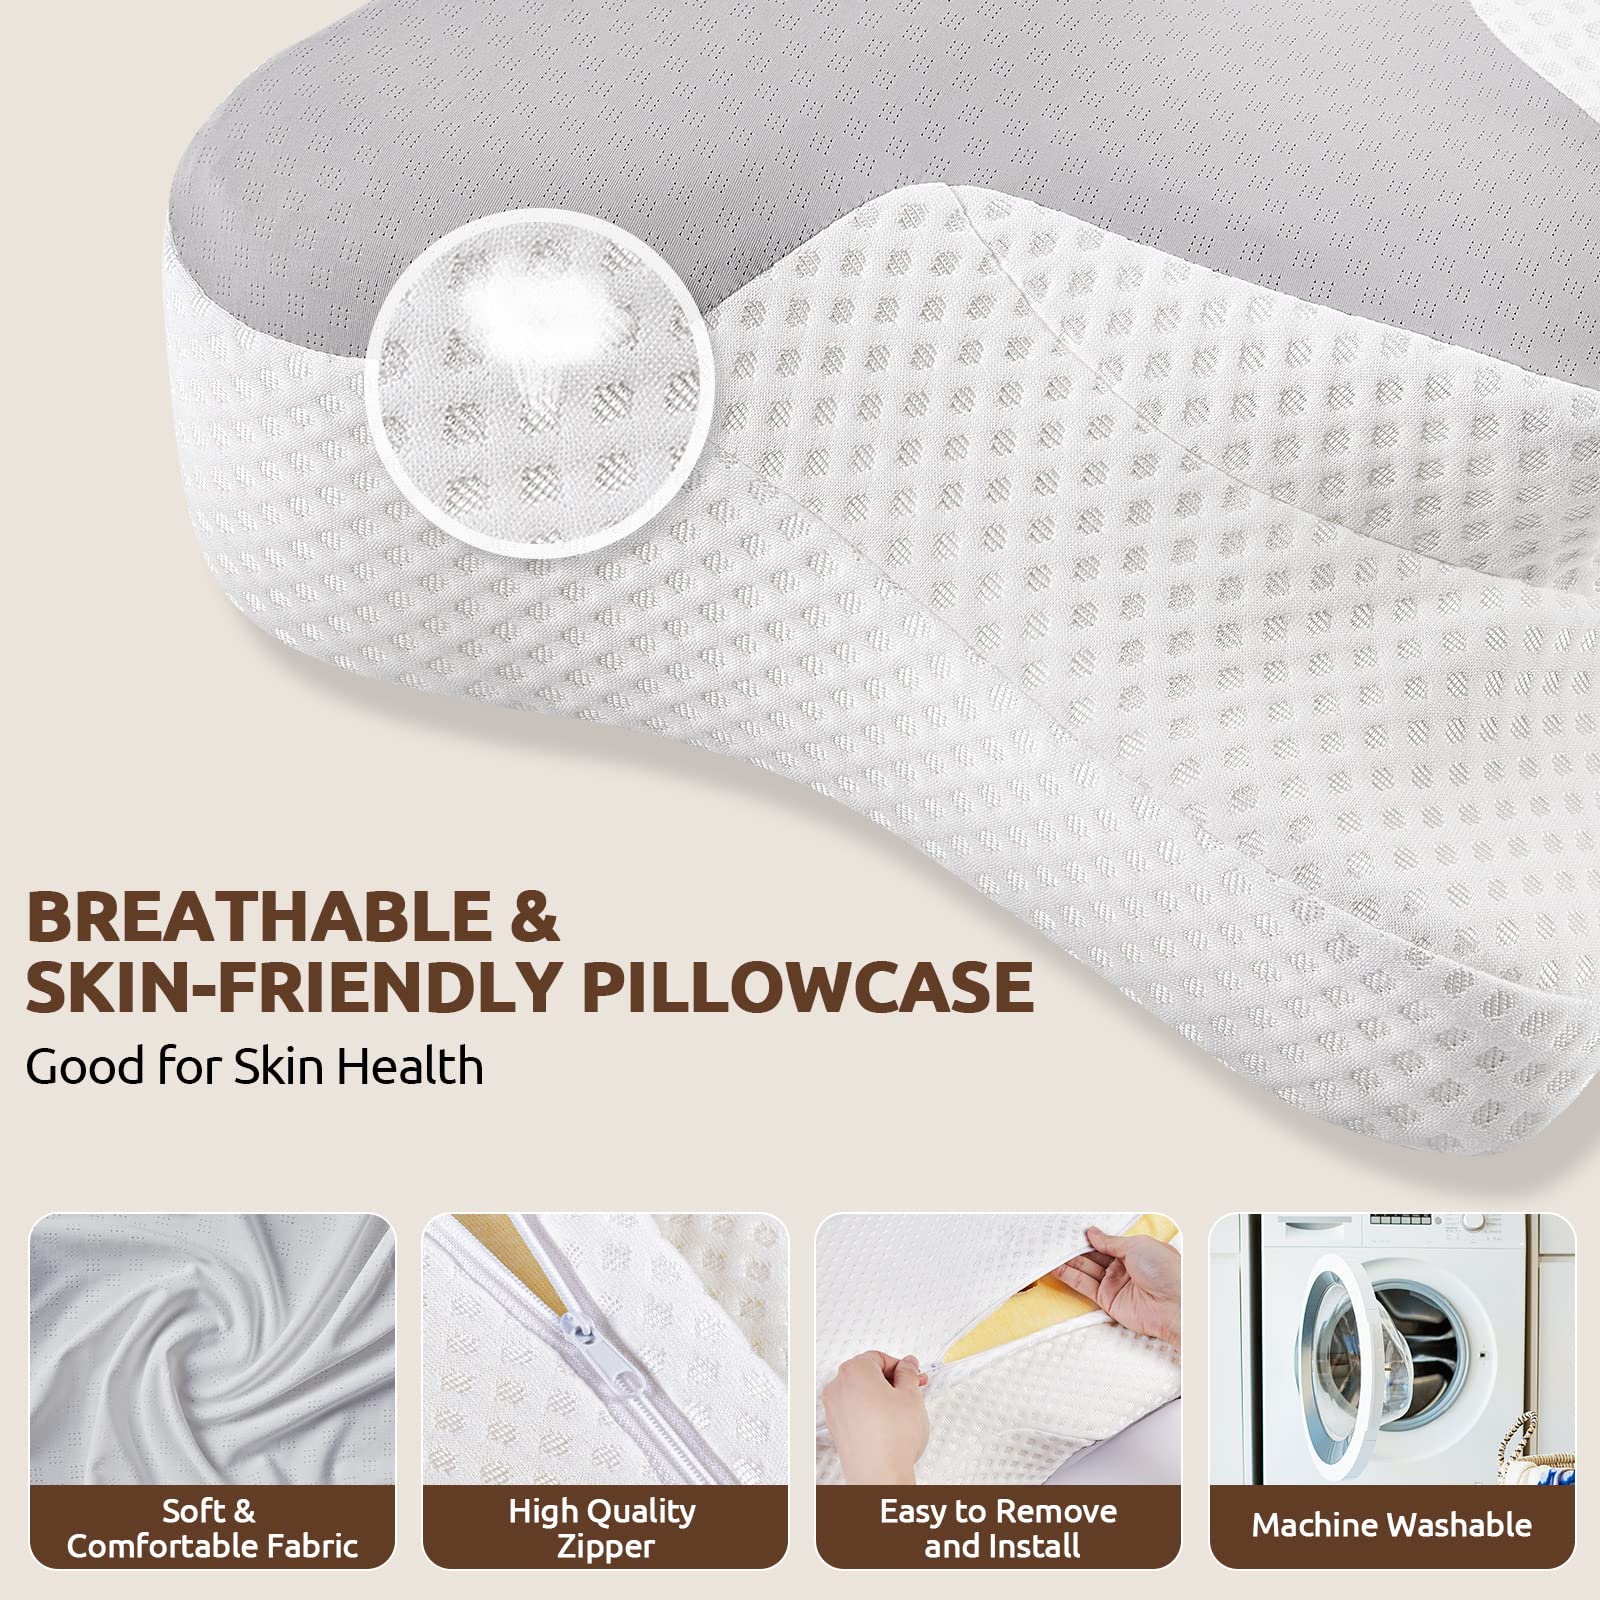 BREATHABLE &
SKIN-FRIENDLY PILLOWCASE
Good for Skin Health
Soft &
Comfortable Fabric
High Quality
Zipper
Easy to Remove
and Install
Machine Washable